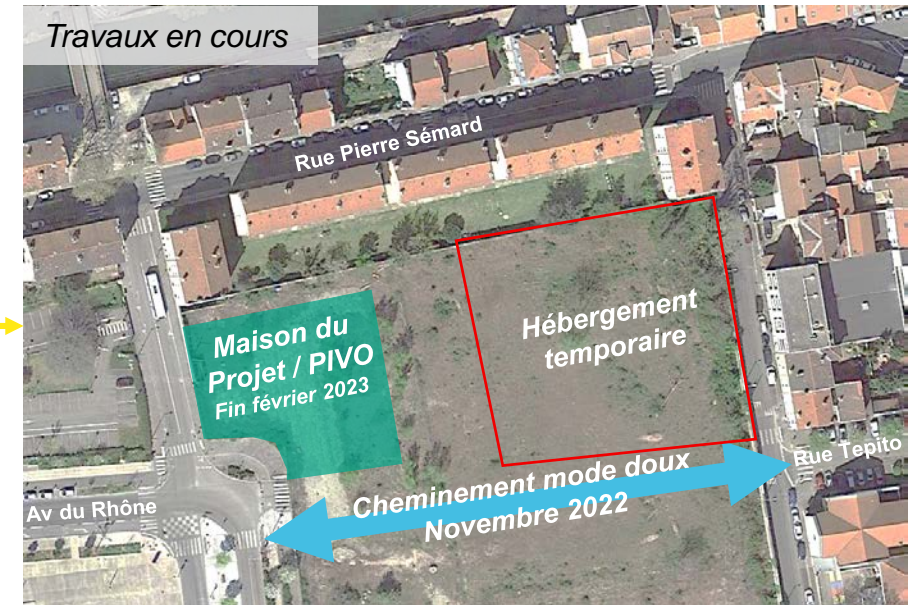 Travaux en cours
Rue Pierre Sémard
Maison du
Projet / PIVO
Fin février 2023
Hébergement
temporaire
Cheminement mode doux
Novembre 2022
Rue Tepito
Av du Rhône